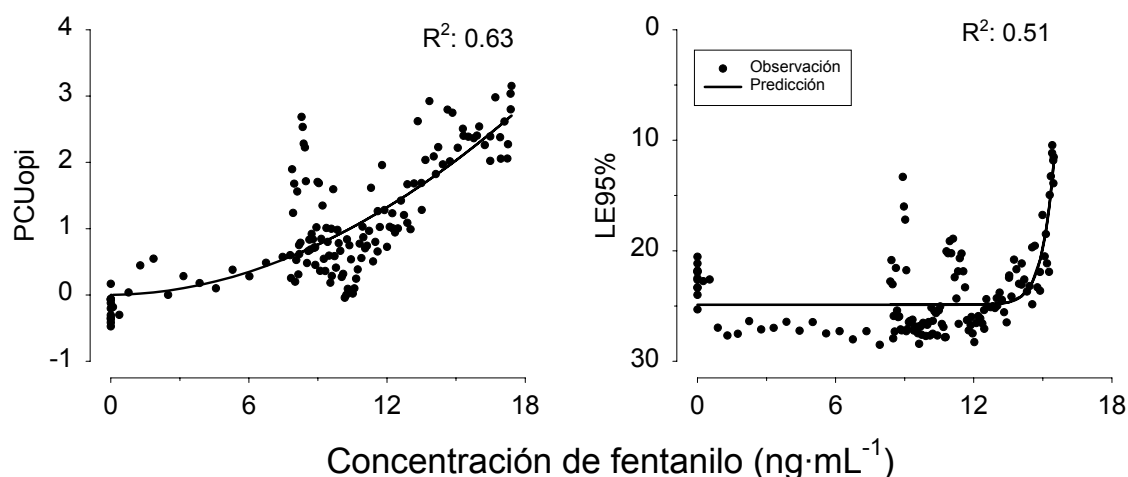 R²: 0.63
4
3
2
1
0
-1
PCUopi
0
6
12
18
R²: 0.51
Observación
Predicción
0
10
20
30
LE95%
0
6
12
18
Concentración de fentanilo (ng·mL⁻¹)